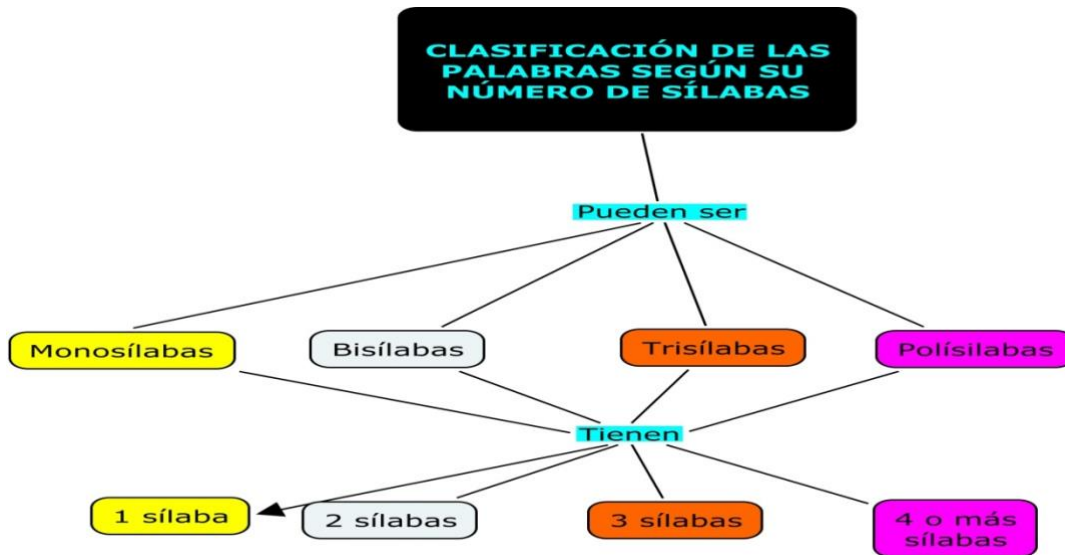 CLASIFICACIÓN DE LAS
PALABRAS SEGÚN SU
NÚMERO DE SÍLABAS
Pueden ser
Monosílabas
Bisílabas
Trisílabas
Polísilabas
Tienen
1 sílaba
2 sílabas
3 sílabas
4 o más
sílabas